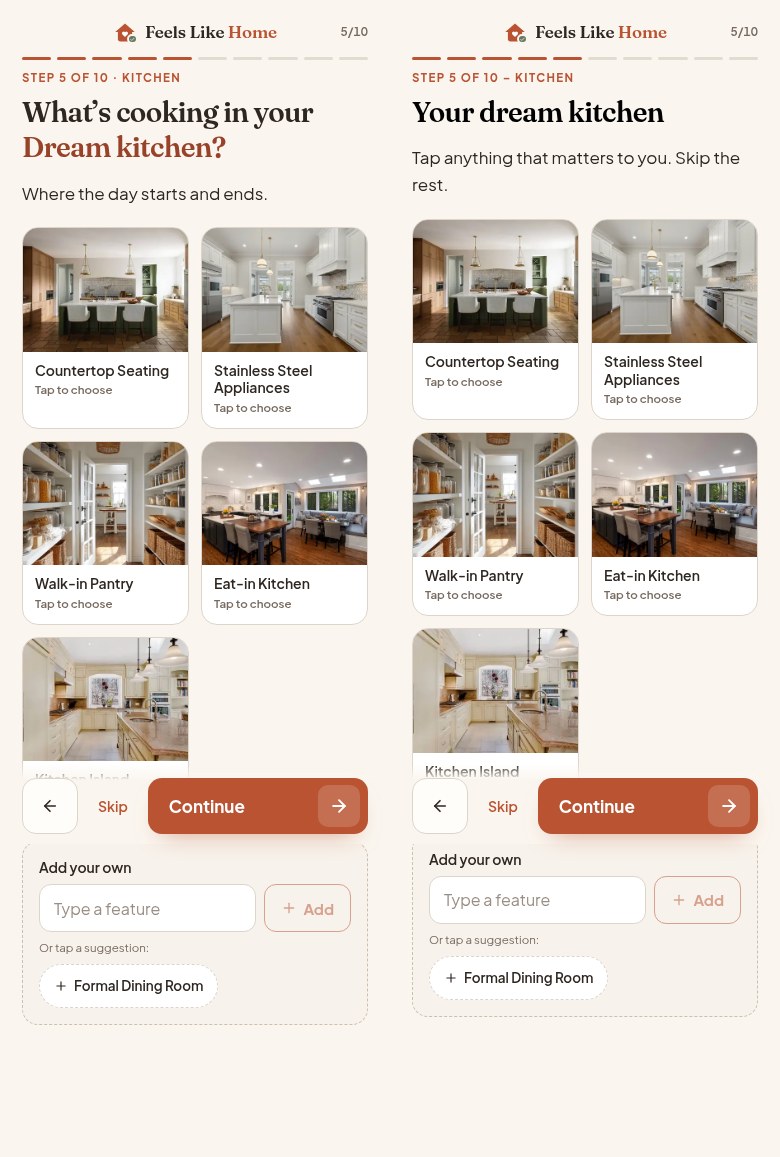 Feels Like Home
5/10
STEP 5 OF 10 · KITCHEN
What's cooking in your
Dream kitchen?
Where the day starts and ends.
Countertop Seating
Tap to choose
Stainless Steel
Appliances
Tap to choose
Walk-in Pantry
Tap to choose
Eat-in Kitchen
Tap to choose
Kitchen Island
Skip
Continue
Add your own
Type a feature
+ Add
Or tap a suggestion:
+ Formal Dining Room
Feels Like Home
5/10
STEP 5 OF 10 – KITCHEN
Your dream kitchen
Tap anything that matters to you. Skip the
rest.
Countertop Seating
Tap to choose
Stainless Steel
Appliances
Tap to choose
Walk-in Pantry
Tap to choose
Eat-in Kitchen
Tap to choose
Kitchen Island
Skip
Continue
Add your own
Type a feature
+ Add
Or tap a suggestion:
+ Formal Dining Room